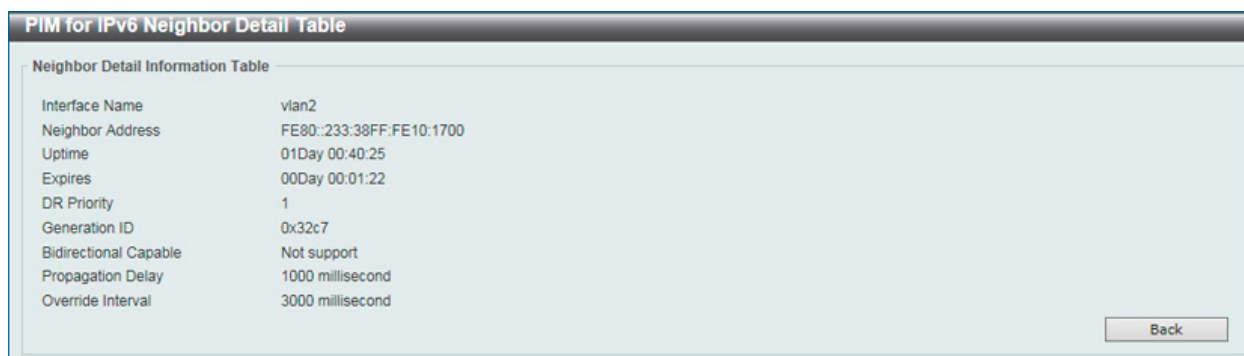 PIM for IPv6 Neighbor Detail Table
Neighbor Detail Information Table
Interface Name vlan2
Neighbor Address FE80::233:38FF:FE10:1700
Uptime 01Day 00:40:25
Expires 00Day 00:01:22
DR Priority 1
Generation ID 0x32c7
Bidirectional Capable Not support
Propagation Delay 1000 millisecond
Override Interval 3000 millisecond
Back